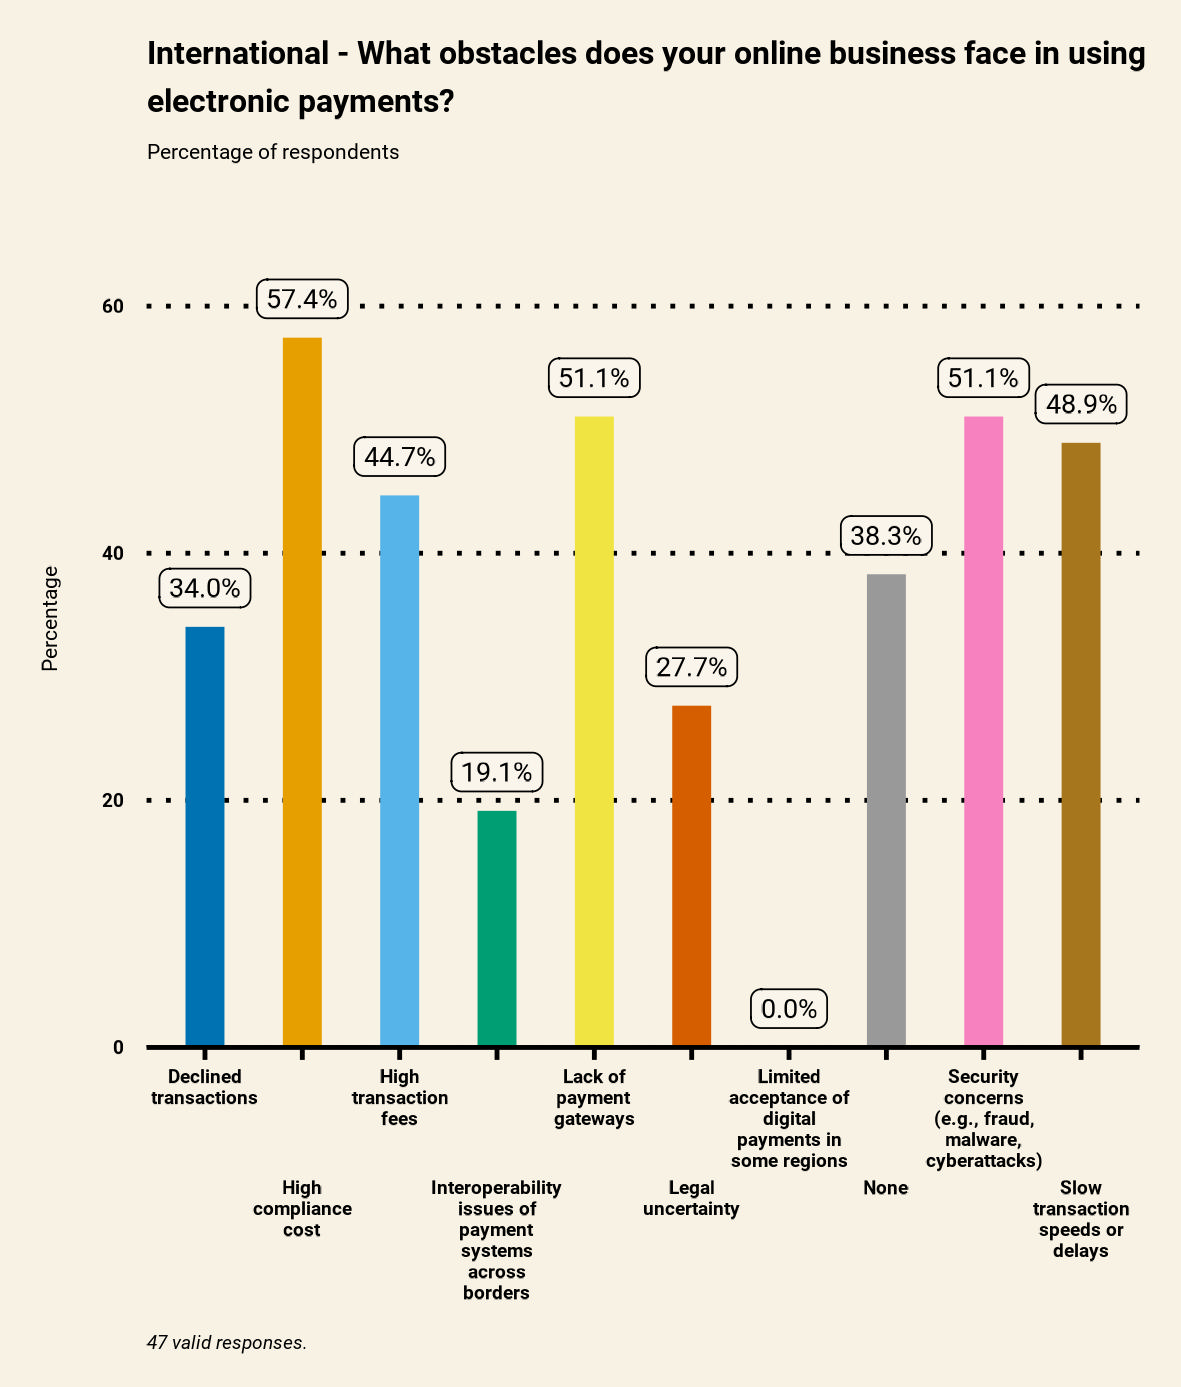 International - What obstacles does your online business face in using
electronic payments?
Percentage of respondents
Percentage
60
40
20
0
34.0%
57.4%
44.7%
19.1%
51.1%
27.7%
0.0%
38.3%
51.1%
48.9%
Declined
transactions
High
compliance
cost
High
transaction
fees
Interoperability
issues of
payment
systems
across
borders
Lack of
payment
gateways
Legal
uncertainty
Limited
acceptance of
digital
payments in
some regions
None
Security
concerns
(e.g., fraud,
malware,
cyberattacks)
Slow
transaction
speeds or
delays
47 valid responses.